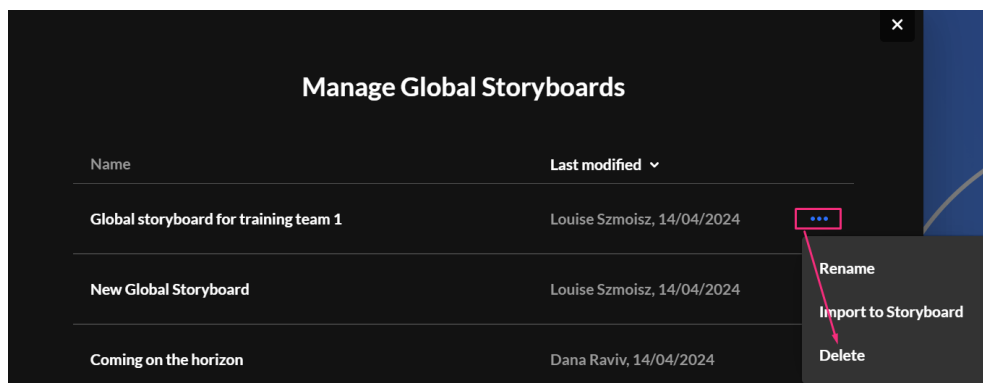 Manage Global Storyboards
Name Last modified
Global storyboard for training team 1 Louise Szmoisz, 14/04/2024
Rename
New Global Storyboard Louise Szmoisz, 14/04/2024
Import to Storyboard
Coming on the horizon Dana Raviv, 14/04/2024
Delete